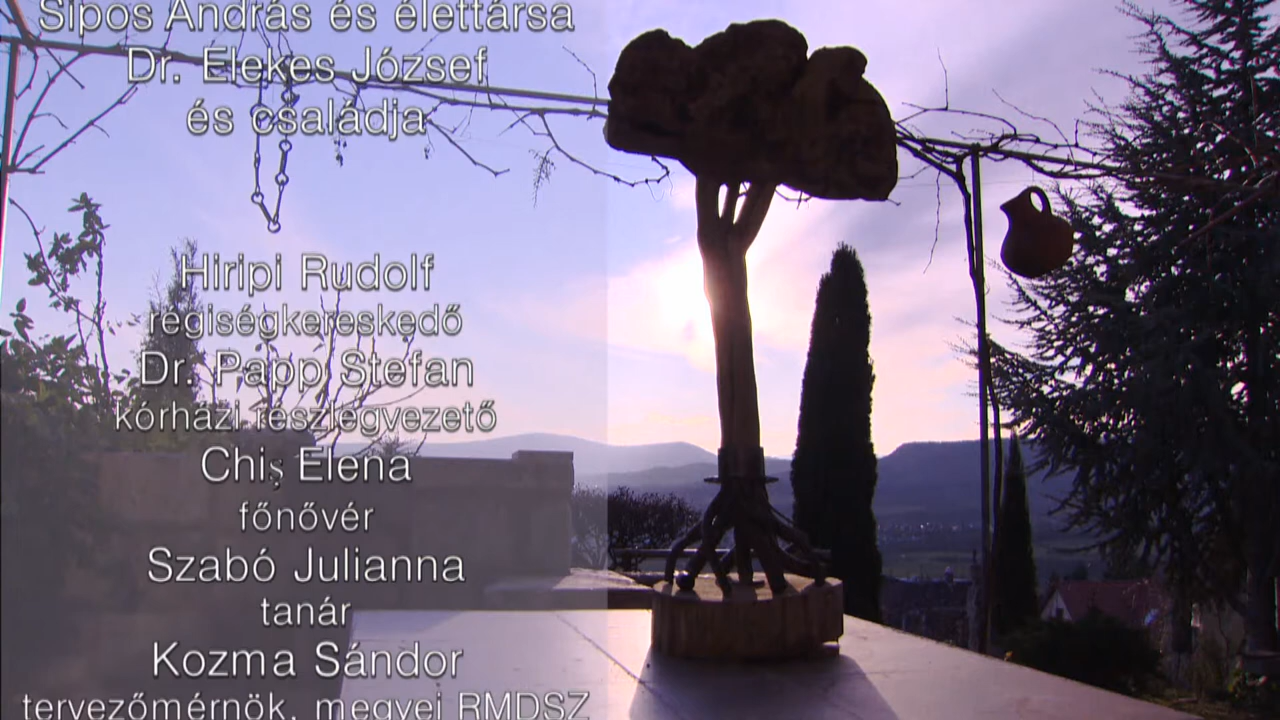 Sipos András és élettársa
Dr. Elekes József
és családja
Hiripi Rudolf
régiségkereskedő
Dr. Papp Stefan
kórházi részlegvezető
Chiş Elena
főnővér
Szabó Julianna
tanár
Kozma Sándor
tervezőmérnök, megyei RMDSZ